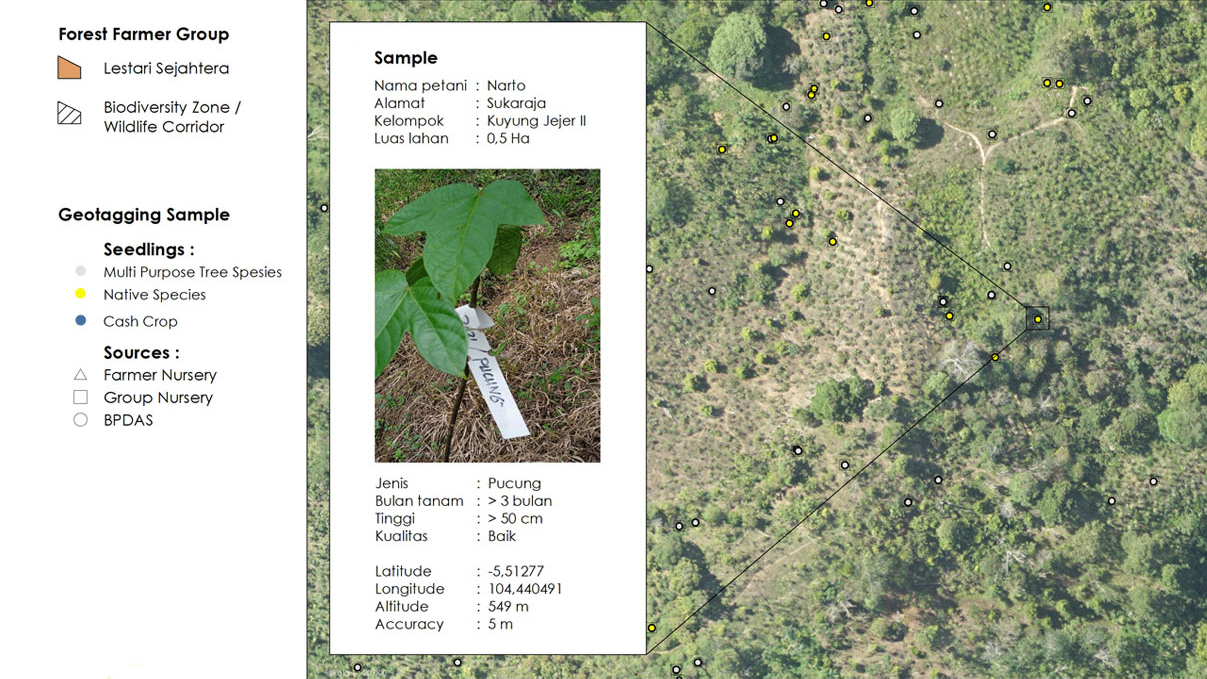 Forest Farmer Group
Lestari Sejahtera
Biodiversity Zone /
Wildlife Corridor
Geotagging Sample
Seedlings :
Multi Purpose Tree Spesies
Native Species
Cash Crop
Sources :
Farmer Nursery
Group Nursery
BPDAS
Sample
Nama petani : Narto
Alamat : Sukaraja
Kelompok : Kuyung Jejer II
Luas lahan : 0,5 Ha
PUCUNG
Jenis : Pucung
Bulan tanam : > 3 bulan
Tinggi : > 50 cm
Kualitas : Baik
Latitude : -5,51277
Longitude : 104,440491
Altitude : 549 m
Accuracy : 5 m